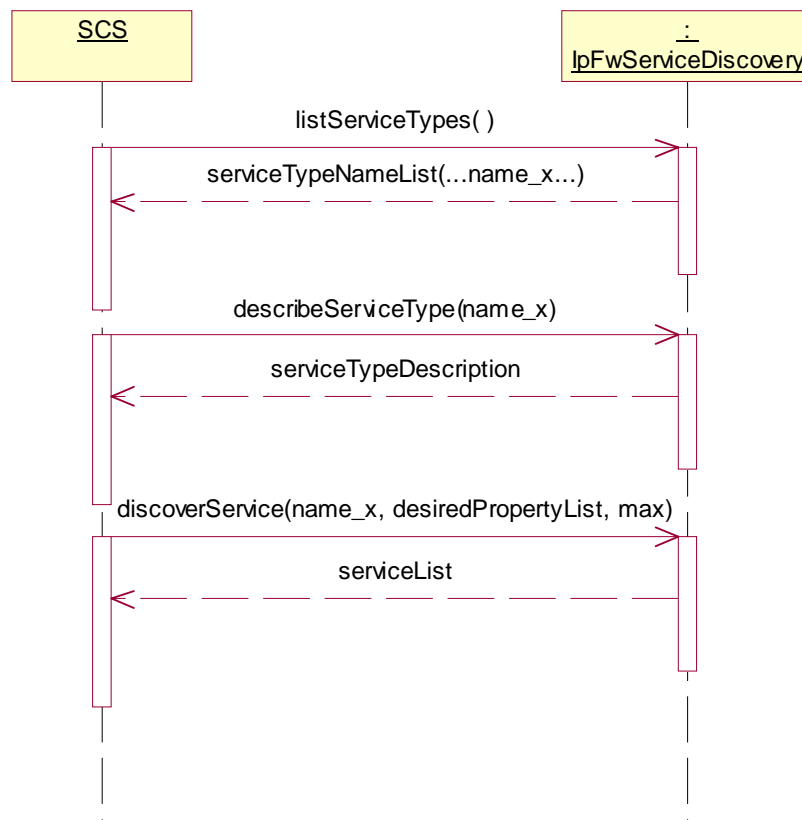 SCS
:
IpFwServiceDiscovery
listServiceTypes( )
serviceTypeNameList(...name_x...)
describeServiceType(name_x)
serviceTypeDescription
discoverService(name_x, desiredPropertyList, max)
serviceList